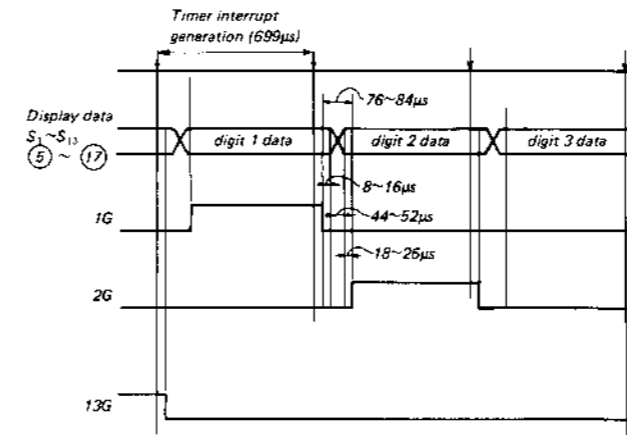 Timer interrupt
generation (699µs)
76~84µs
Display data
S1~S13
⑤ ~ ⑰
digit 1 data
digit 2 data
digit 3 data
8~16µs
1G
44~52µs
18~26µs
2G
13G